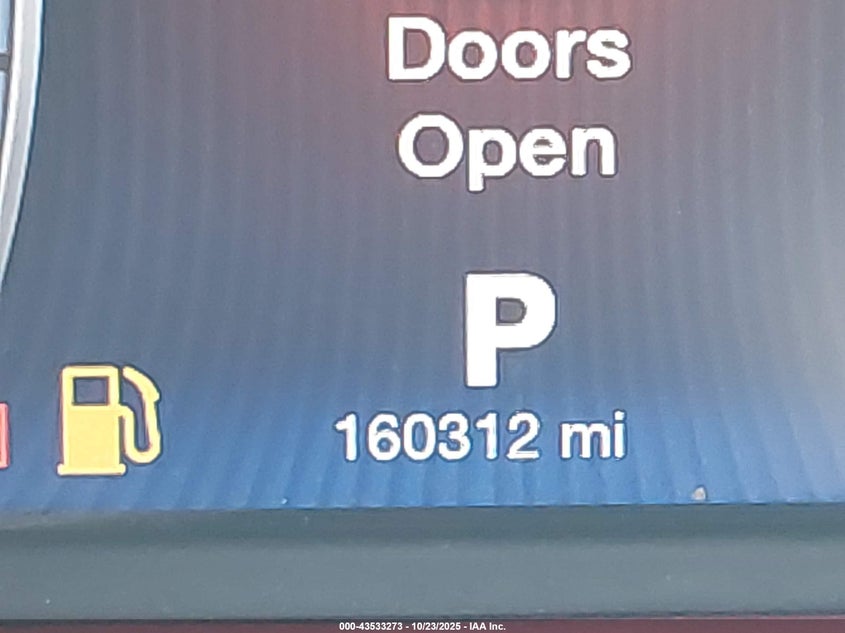 Doors
Open
P
160312 mi
000-43533273 - 10/23/2025 - IAA Inc.